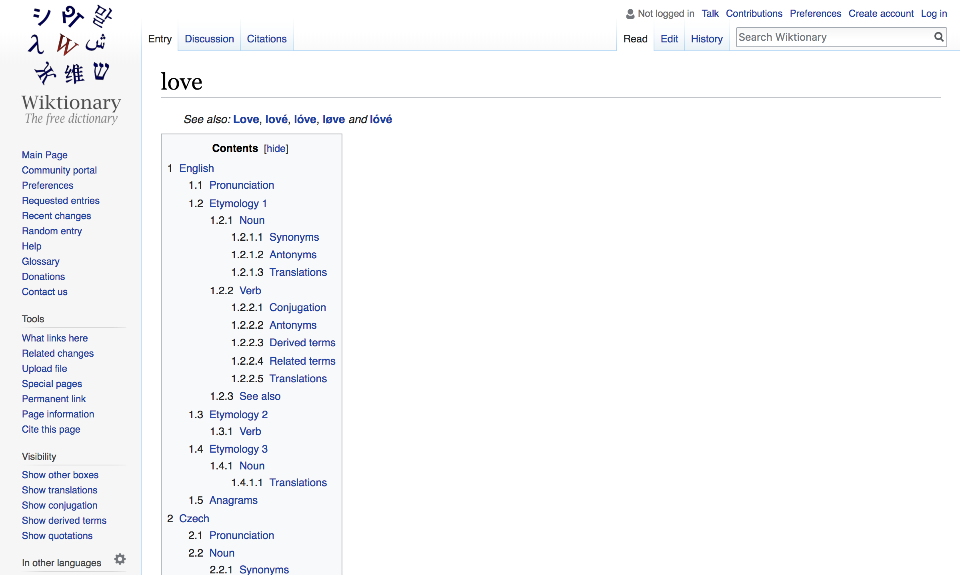 シ Яך 말
λ W ش
维 ש
Wiktionary
The free dictionary
Not logged in Talk Contributions Preferences Create account Log in
Entry Discussion Citations
Read Edit History
Search Wiktionary
love
See also: Love, lové, lóve, løve and lóvé
Contents [hide]
1 English
1.1 Pronunciation
1.2 Etymology 1
1.2.1 Noun
1.2.1.1 Synonyms
1.2.1.2 Antonyms
1.2.1.3 Translations
1.2.2 Verb
1.2.2.1 Conjugation
1.2.2.2 Antonyms
1.2.2.3 Derived terms
1.2.2.4 Related terms
1.2.2.5 Translations
1.2.3 See also
1.3 Etymology 2
1.3.1 Verb
1.4 Etymology 3
1.4.1 Noun
1.4.1.1 Translations
1.5 Anagrams
2 Czech
2.1 Pronunciation
2.2 Noun
2.2.1 Synonyms
Main Page
Community portal
Preferences
Requested entries
Recent changes
Random entry
Help
Glossary
Donations
Contact us
Tools
What links here
Related changes
Upload file
Special pages
Permanent link
Page information
Cite this page
Visibility
Show other boxes
Show translations
Show conjugation
Show derived terms
Show quotations
In other languages